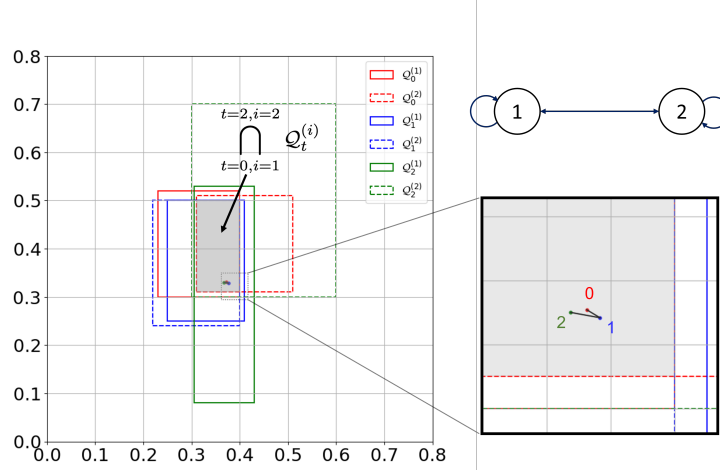 0.8
0.7
0.6
0.5
0.4
0.3
0.2
0.1
0.0
0.0 0.1 0.2 0.3 0.4 0.5 0.6 0.7 0.8
t=2,i=2
⋂ 𝒬_t^{(i)}
t=0,i=1
𝒬_0^{(1)}
𝒬_0^{(2)}
𝒬_1^{(1)}
𝒬_1^{(2)}
𝒬_2^{(1)}
𝒬_2^{(2)}
1 2
0
2 1